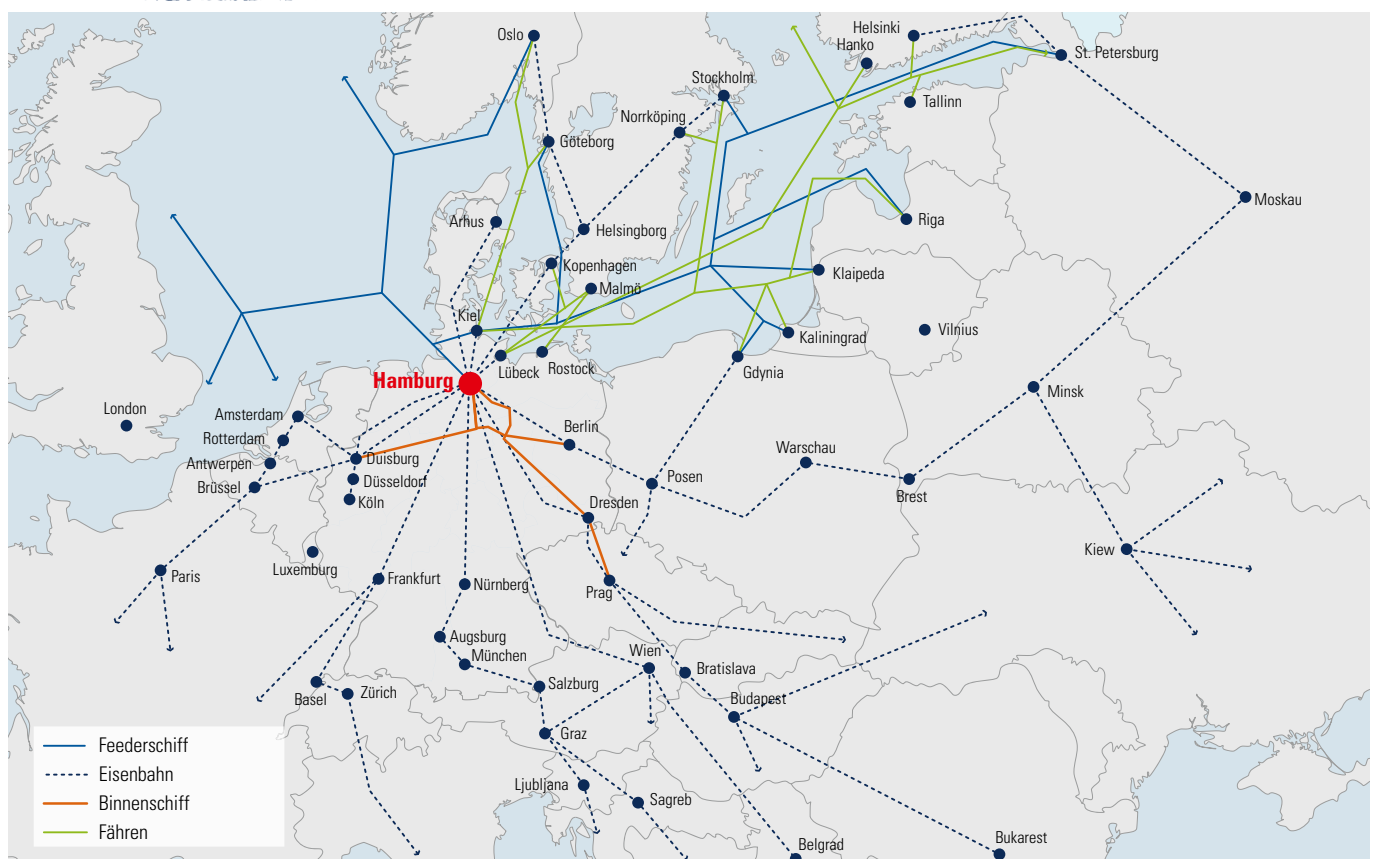 Oslo
Helsinki
Hanko
St. Petersburg
Stockholm
Tallinn
Norrköping
Göteborg
Moskau
Arhus
Helsingborg
Riga
Kopenhagen
Klaipeda
Malmö
Kiel
Vilnius
Kaliningrad
Rostock
Lübeck
Gdynia
Hamburg
Minsk
London
Amsterdam
Berlin
Rotterdam
Warschau
Antwerpen
Duisburg
Posen
Brüssel
Düsseldorf
Brest
Köln
Dresden
Kiew
Luxemburg
Paris
Frankfurt
Nürnberg
Prag
Augsburg
München
Wien
Bratislava
Salzburg
Basel
Zürich
Budapest
Graz
Feederschiff
Eisenbahn
Binnenschiff
Fähren
Ljubljana
Sagreb
Belgrad
Bukarest